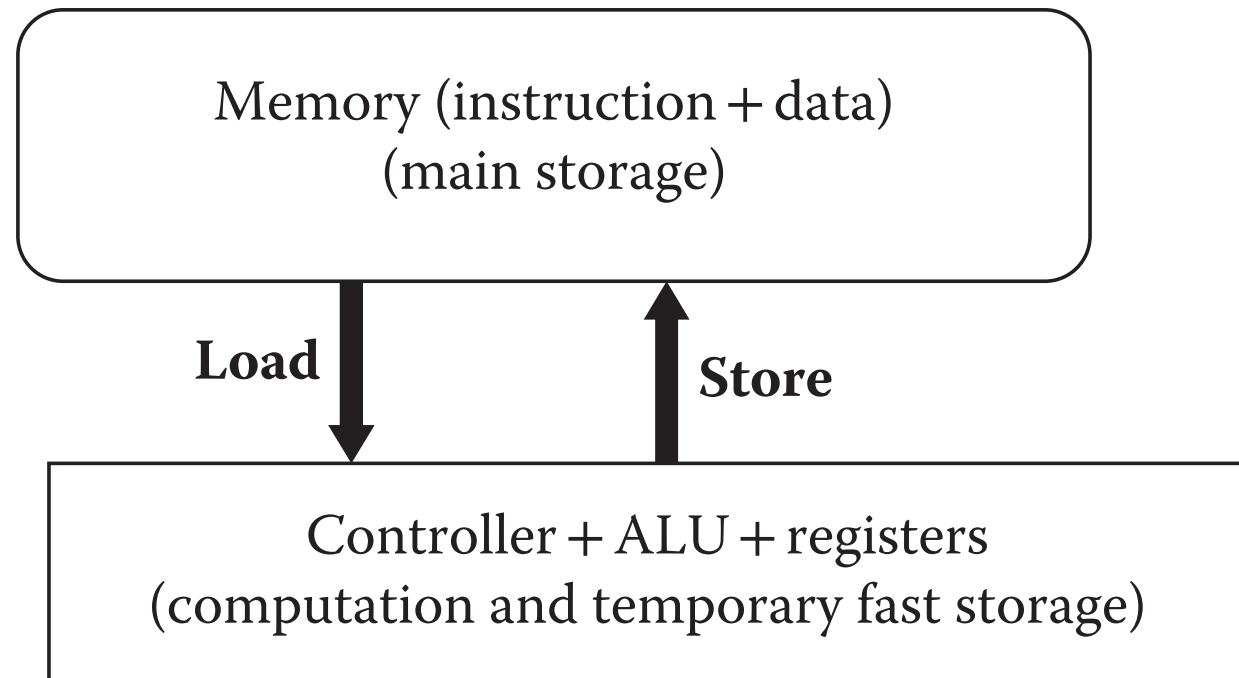 Memory (instruction + data)
(main storage)
Load
Store
Controller + ALU + registers
(computation and temporary fast storage)